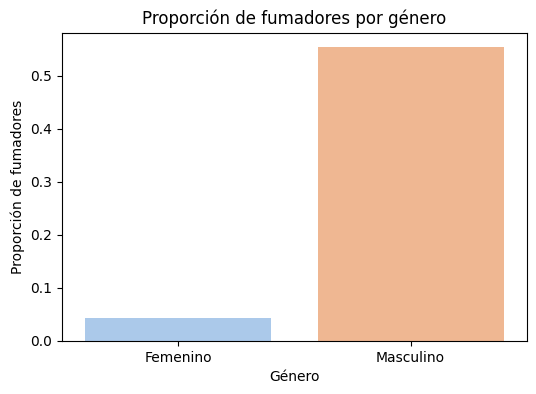 Proporción de fumadores por género
Proporción de fumadores
0.5
0.4
0.3
0.2
0.1
0.0
Femenino
Masculino
Género